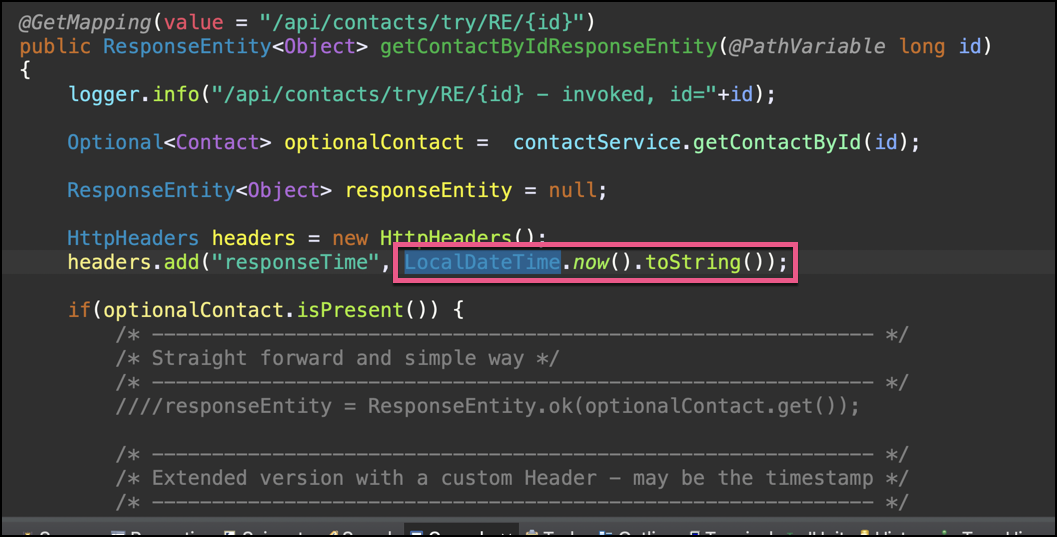 @GetMapping(value = "/api/contacts/try/RE/{id}")
public ResponseEntity<Object> getContactByIdResponseEntity(@PathVariable long id)
{
logger.info("/api/contacts/try/RE/{id} - invoked, id="+id);
Optional<Contact> optionalContact =  contactService.getContactById(id);
ResponseEntity<Object> responseEntity = null;
HttpHeaders headers = new HttpHeaders();
headers.add("responseTime", LocalDateTime.now().toString());
if(optionalContact.isPresent()) {
/* ------------------------------------------------------------ */
/* Straight forward and simple way */
/* ------------------------------------------------------------ */
////responseEntity = ResponseEntity.ok(optionalContact.get());
/* ------------------------------------------------------------ */
/* Extended version with a custom Header - may be the timestamp */
/* ------------------------------------------------------------ */